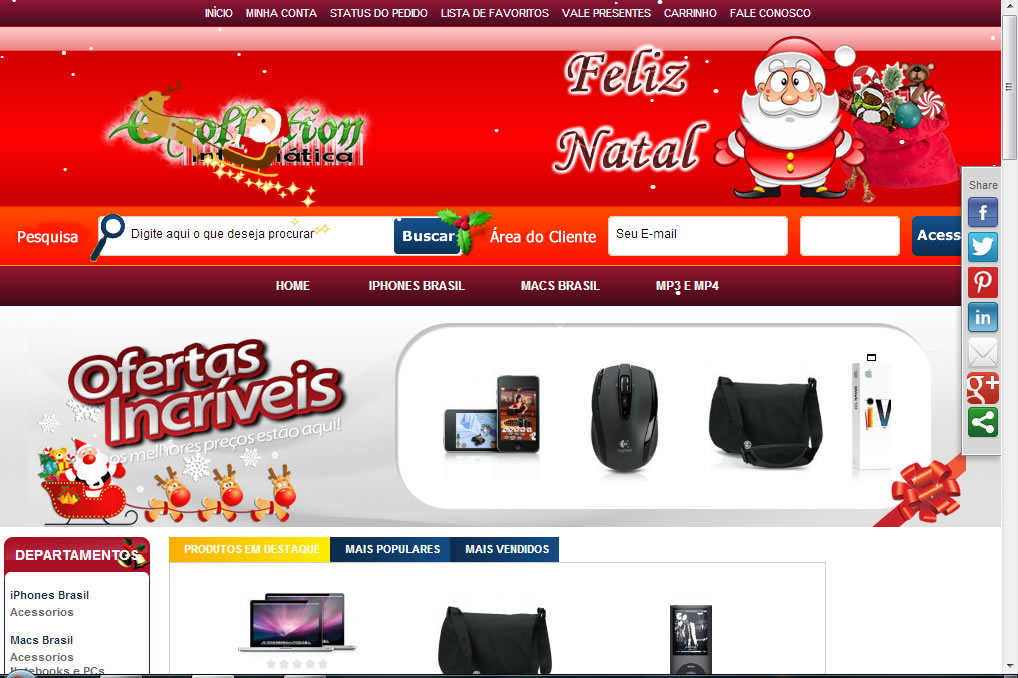 INÍCIO MINHA CONTA STATUS DO PEDIDO LISTA DE FAVORITOS VALE PRESENTES CARRINHO FALE CONOSCO
Feliz
Natal
Pesquisa Digite aqui o que deseja procurar Buscar Área do Cliente Seu E-mail Acess
Share
HOME IPHONES BRASIL MACS BRASIL MP3 E MP4
Ofertas
Incríveis
os melhores preços estão aqui!
DEPARTAMENTOS
PRODUTOS EM DESTAQUE MAIS POPULARES MAIS VENDIDOS
iPhones Brasil
Acessorios
Macs Brasil
Acessorios
Notebooks e PCs